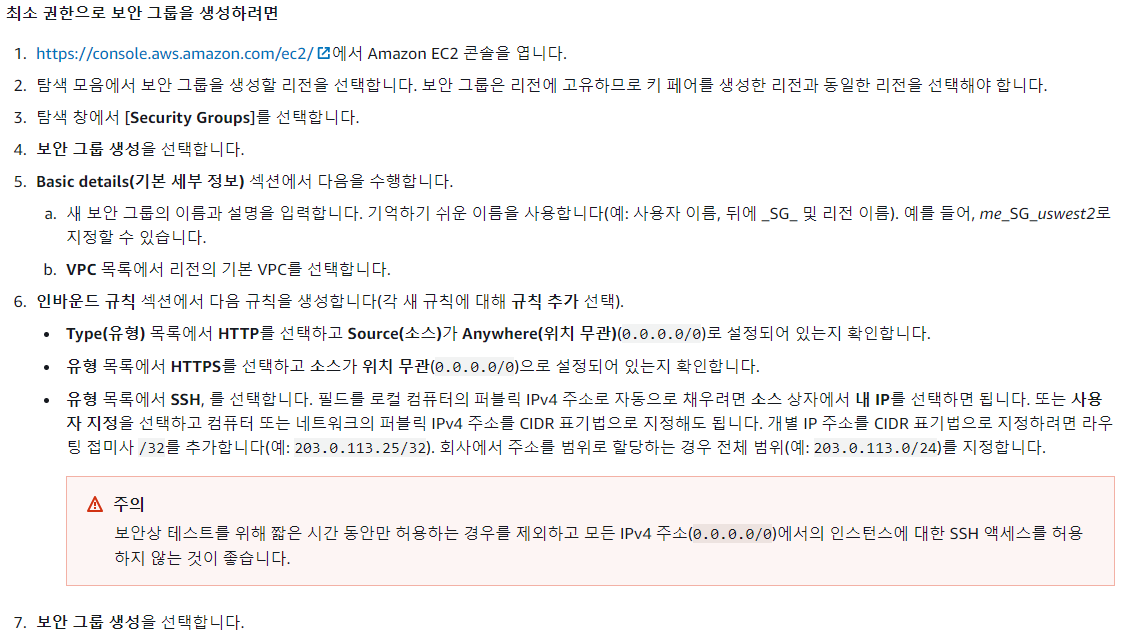 최소 권한으로 보안 그룹을 생성하려면
1. https://console.aws.amazon.com/ec2/에서 Amazon EC2 콘솔을 엽니다.
2. 탐색 모음에서 보안 그룹을 생성할 리전을 선택합니다. 보안 그룹은 리전에 고유하므로 키 페어를 생성한 리전과 동일한 리전을 선택해야 합니다.
3. 탐색 창에서 [Security Groups]를 선택합니다.
4. 보안 그룹 생성을 선택합니다.
5. Basic details(기본 세부 정보) 섹션에서 다음을 수행합니다.
a. 새 보안 그룹의 이름과 설명을 입력합니다. 기억하기 쉬운 이름을 사용합니다(예: 사용자 이름, 뒤에 _SG_ 및 리전 이름). 예를 들어, me_SG_uswest2로
지정할 수 있습니다.
b. VPC 목록에서 리전의 기본 VPC를 선택합니다.
6. 인바운드 규칙 섹션에서 다음 규칙을 생성합니다(각 새 규칙에 대해 규칙 추가 선택).
• Type(유형) 목록에서 HTTP를 선택하고 Source(소스)가 Anywhere(위치 무관)(0.0.0.0/0)로 설정되어 있는지 확인합니다.
• 유형 목록에서 HTTPS를 선택하고 소스가 위치 무관(0.0.0.0/0)으로 설정되어 있는지 확인합니다.
• 유형 목록에서 SSH, 를 선택합니다. 필드를 로컬 컴퓨터의 퍼블릭 IPv4 주소로 자동으로 채우려면 소스 상자에서 내 IP를 선택하면 됩니다. 또는 사용
자 지정을 선택하고 컴퓨터 또는 네트워크의 퍼블릭 IPv4 주소를 CIDR 표기법으로 지정해도 됩니다. 개별 IP 주소를 CIDR 표기법으로 지정하려면 라우
팅 접미사 /32를 추가합니다(예: 203.0.113.25/32). 회사에서 주소를 범위로 할당하는 경우 전체 범위(예: 203.0.113.0/24)를 지정합니다.
주의
보안상 테스트를 위해 짧은 시간 동안만 허용하는 경우를 제외하고 모든 IPv4 주소(0.0.0.0/0)에서의 인스턴스에 대한 SSH 액세스를 허용
하지 않는 것이 좋습니다.
7. 보안 그룹 생성을 선택합니다.